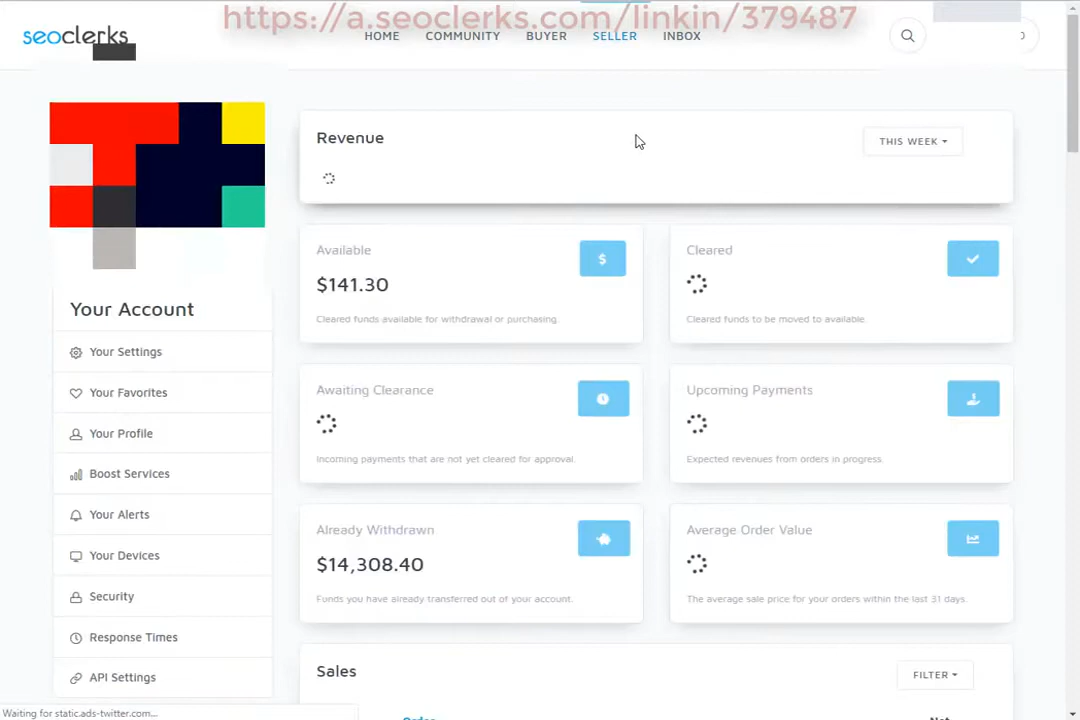 https://a.seoclerks.com/linkin/379487
seoclerks
HOME COMMUNITY BUYER SELLER INBOX
Revenue
THIS WEEK
Available
$141.30
Cleared funds available for withdrawal or purchasing.
Cleared
Cleared funds to be moved to available.
Your Account
Your Settings
Your Favorites
Your Profile
Boost Services
Your Alerts
Your Devices
Security
Response Times
API Settings
Awaiting Clearance
Incoming payments that are not yet cleared for approval.
Upcoming Payments
Expected revenues from orders in progress.
Already Withdrawn
$14,308.40
Funds you have already transferred out of your account.
Average Order Value
The average sale price for your orders within the last 31 days.
Sales
FILTER
Order
Net
Waiting for static.ads-twitter.com...